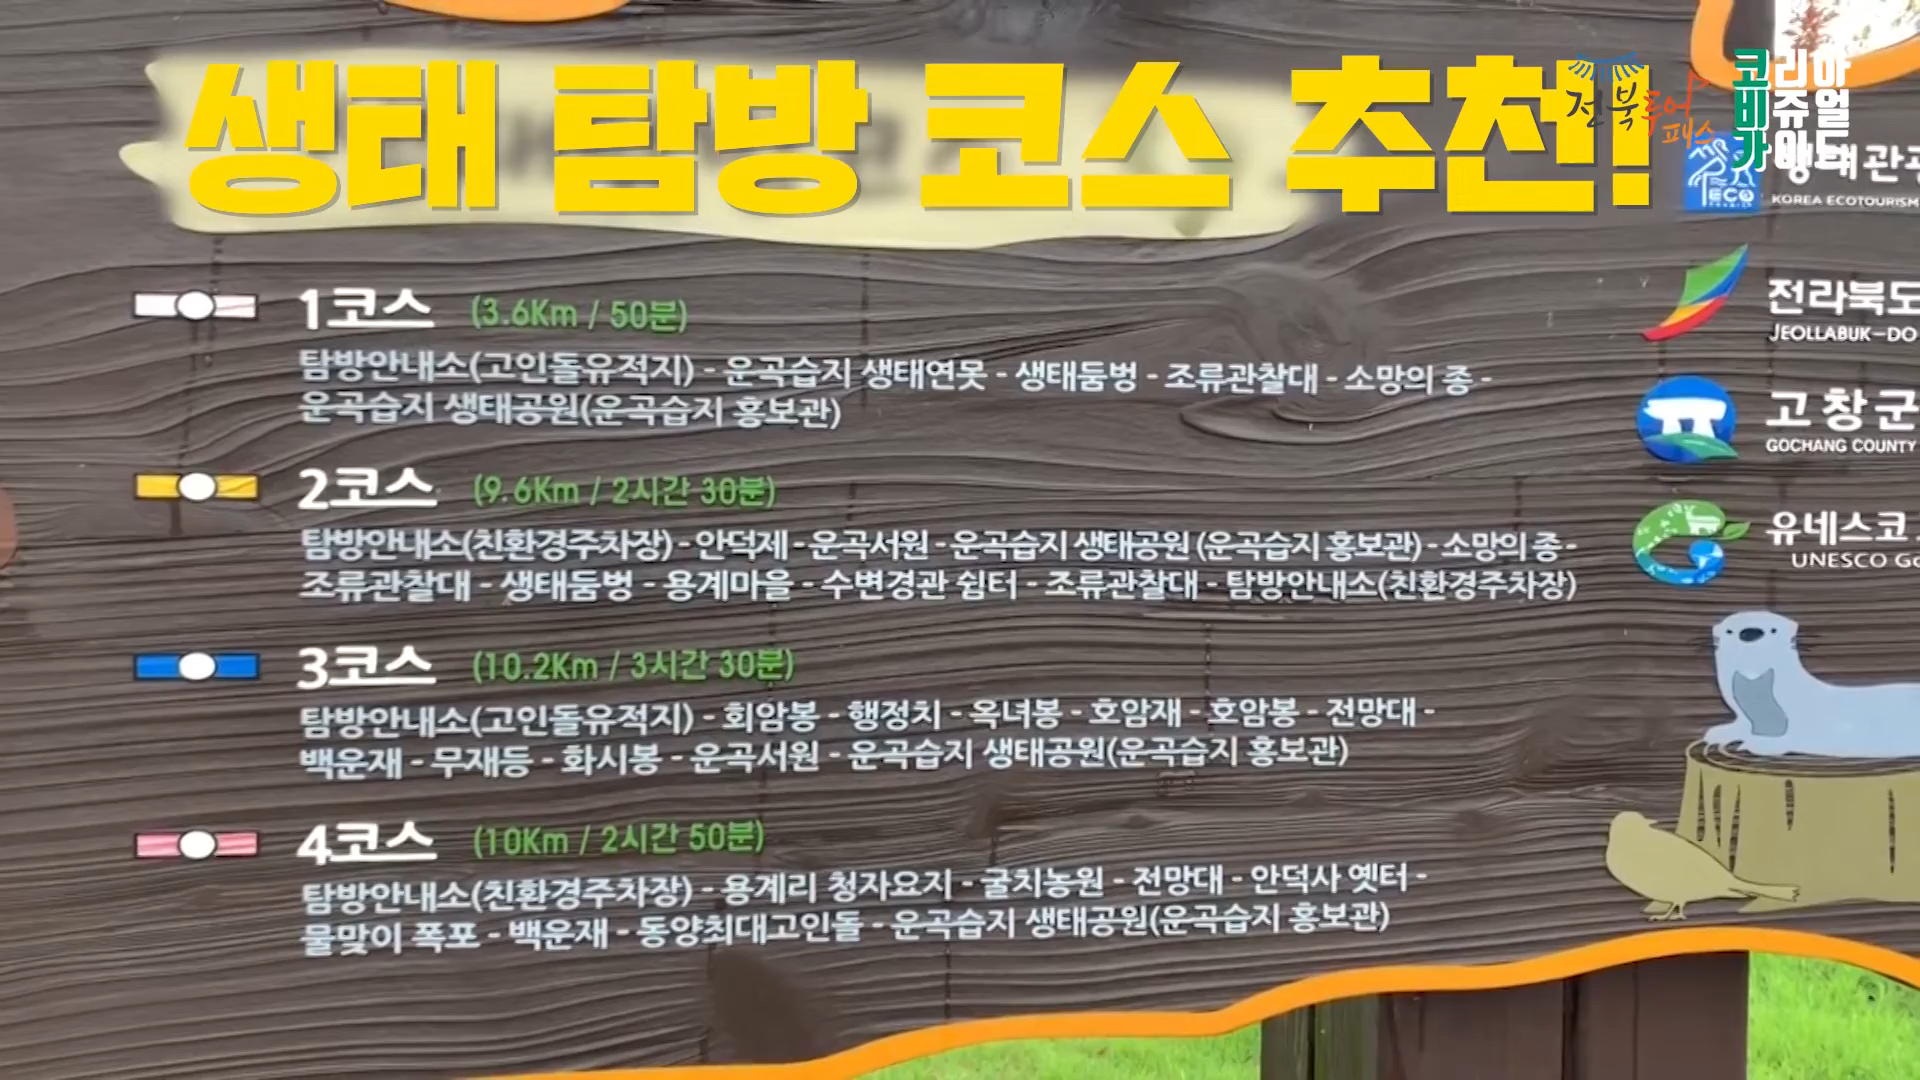 생태 탐방 코스 추천!
전북투어패스
코리아
비쥬얼
가이드
ECO
생태관광
KOREA ECOTOURISM
1코스 (3.6Km / 50분)
탐방안내소(고인돌유적지) - 운곡습지 생태연못 - 생태둠벙 - 조류관찰대 - 소망의 종 -
운곡습지 생태공원(운곡습지 홍보관)
2코스 (9.6Km / 2시간 30분)
탐방안내소(친환경주차장) - 안덕제 - 운곡서원 - 운곡습지 생태공원 (운곡습지 홍보관) - 소망의 종 -
조류관찰대 - 생태둠벙 - 용계마을 - 수변경관 쉼터 - 조류관찰대 - 탐방안내소(친환경주차장)
3코스 (10.2Km / 3시간 30분)
탐방안내소(고인돌유적지) - 회암봉 - 행정치 - 옥녀봉 - 호암재 - 호암봉 - 전망대 -
백운재 - 무재등 - 화시봉 - 운곡서원 - 운곡습지 생태공원(운곡습지 홍보관)
4코스 (10Km / 2시간 50분)
탐방안내소(친환경주차장) - 용계리 청자요지 - 굴치농원 - 전망대 - 안덕사 옛터 -
물맞이 폭포 - 백운재 - 동양최대고인돌 - 운곡습지 생태공원(운곡습지 홍보관)
전라북도
JEOLLABUK-DO
고창군
GOCHANG COUNTY
유네스코
UNESCO